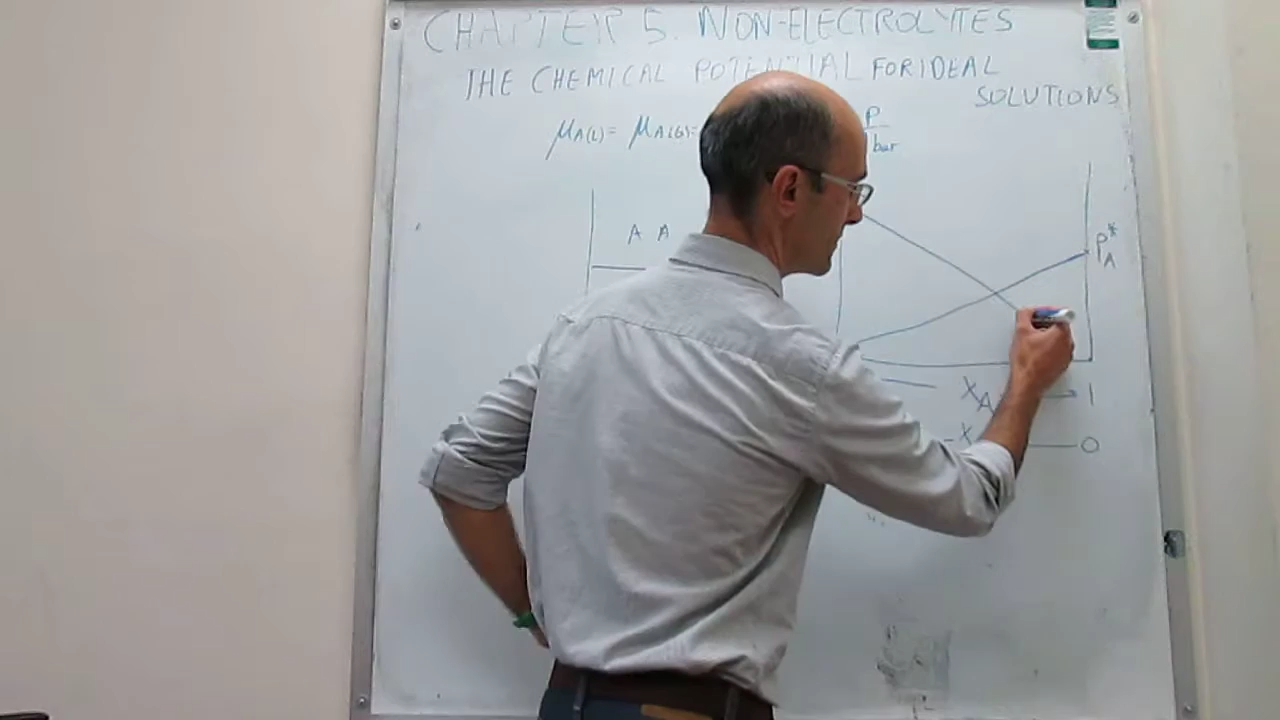 CHAPTER 5. NON-ELECTROLYTES
THE CHEMICAL POTENTIAL FOR IDEAL
SOLUTIONS
μA(L)= μA(G)= P
bar
A A
P*A
XA 1
X 0